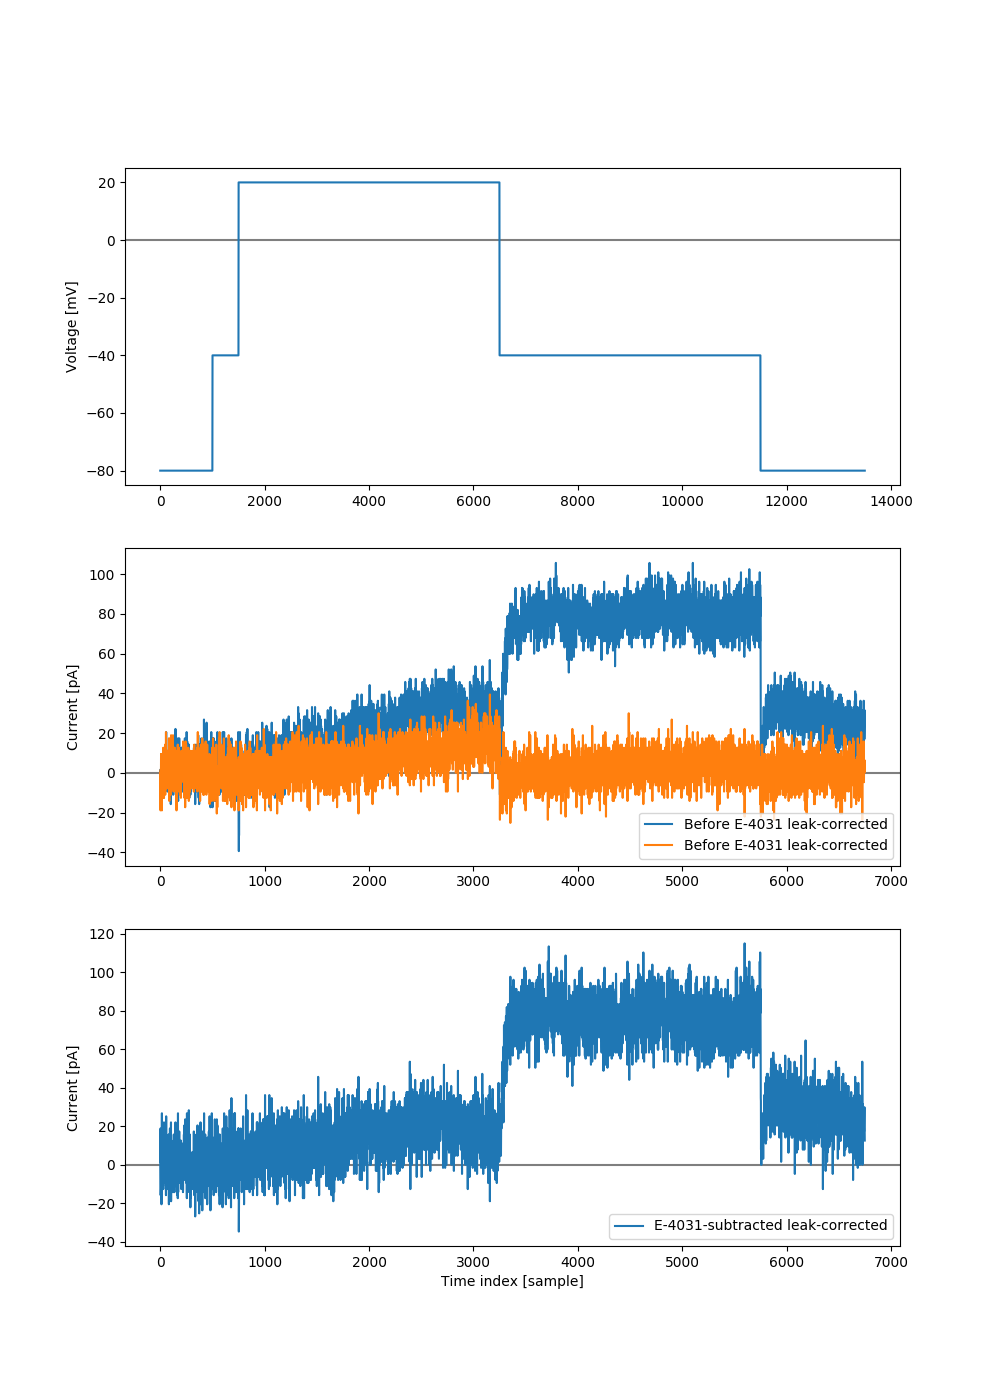 Voltage [mV]
20
0
−20
−40
−60
−80
0 2000 4000 6000 8000 10000 12000 14000
Current [pA]
100
80
60
40
20
0
−20
−40
Before E-4031 leak-corrected
Before E-4031 leak-corrected
0 1000 2000 3000 4000 5000 6000 7000
Current [pA]
120
100
80
60
40
20
0
−20
−40
E-4031-subtracted leak-corrected
0 1000 2000 3000 4000 5000 6000 7000
Time index [sample]